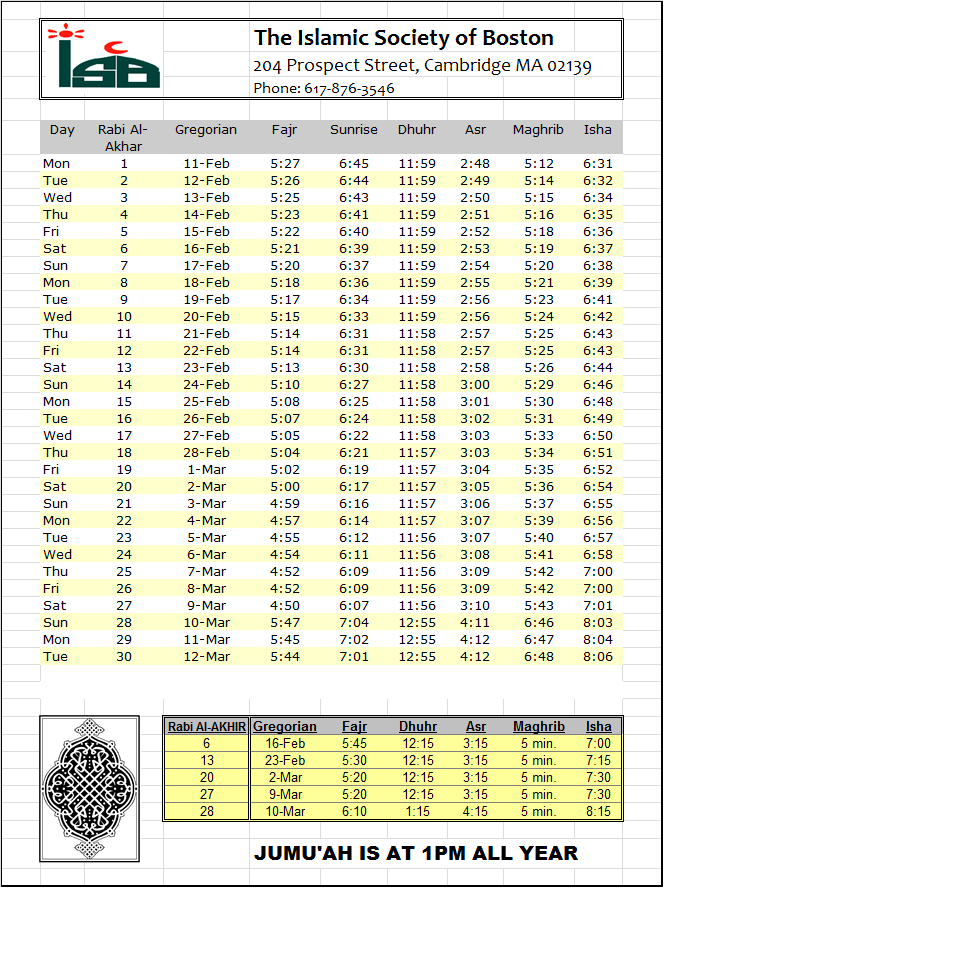 ISB
The Islamic Society of Boston
204 Prospect Street, Cambridge MA 02139
Phone: 617-876-3546
Day Rabi Al-Akhar Gregorian Fajr Sunrise Dhuhr Asr Maghrib Isha
Mon 1 11-Feb 5:27 6:45 11:59 2:48 5:12 6:31
Tue 2 12-Feb 5:26 6:44 11:59 2:49 5:14 6:32
Wed 3 13-Feb 5:25 6:43 11:59 2:50 5:15 6:34
Thu 4 14-Feb 5:23 6:41 11:59 2:51 5:16 6:35
Fri 5 15-Feb 5:22 6:40 11:59 2:52 5:18 6:36
Sat 6 16-Feb 5:21 6:39 11:59 2:53 5:19 6:37
Sun 7 17-Feb 5:20 6:37 11:59 2:54 5:20 6:38
Mon 8 18-Feb 5:18 6:36 11:59 2:55 5:21 6:39
Tue 9 19-Feb 5:17 6:34 11:59 2:56 5:23 6:41
Wed 10 20-Feb 5:15 6:33 11:59 2:56 5:24 6:42
Thu 11 21-Feb 5:14 6:31 11:58 2:57 5:25 6:43
Fri 12 22-Feb 5:14 6:31 11:58 2:57 5:25 6:43
Sat 13 23-Feb 5:13 6:30 11:58 2:58 5:26 6:44
Sun 14 24-Feb 5:10 6:27 11:58 3:00 5:29 6:46
Mon 15 25-Feb 5:08 6:25 11:58 3:01 5:30 6:48
Tue 16 26-Feb 5:07 6:24 11:58 3:02 5:31 6:49
Wed 17 27-Feb 5:05 6:22 11:58 3:03 5:33 6:50
Thu 18 28-Feb 5:04 6:21 11:57 3:03 5:34 6:51
Fri 19 1-Mar 5:02 6:19 11:57 3:04 5:35 6:52
Sat 20 2-Mar 5:00 6:17 11:57 3:05 5:36 6:54
Sun 21 3-Mar 4:59 6:16 11:57 3:06 5:37 6:55
Mon 22 4-Mar 4:57 6:14 11:57 3:07 5:39 6:56
Tue 23 5-Mar 4:55 6:12 11:56 3:07 5:40 6:57
Wed 24 6-Mar 4:54 6:11 11:56 3:08 5:41 6:58
Thu 25 7-Mar 4:52 6:09 11:56 3:09 5:42 7:00
Fri 26 8-Mar 4:52 6:09 11:56 3:09 5:42 7:00
Sat 27 9-Mar 4:50 6:07 11:56 3:10 5:43 7:01
Sun 28 10-Mar 5:47 7:04 12:55 4:11 6:46 8:03
Mon 29 11-Mar 5:45 7:02 12:55 4:12 6:47 8:04
Tue 30 12-Mar 5:44 7:01 12:55 4:12 6:48 8:06
Rabi Al-AKHIR Gregorian Fajr Dhuhr Asr Maghrib Isha
6 16-Feb 5:45 12:15 3:15 5 min. 7:00
13 23-Feb 5:30 12:15 3:15 5 min. 7:15
20 2-Mar 5:20 12:15 3:15 5 min. 7:30
27 9-Mar 5:20 12:15 3:15 5 min. 7:30
28 10-Mar 6:10 1:15 4:15 5 min. 8:15
JUMU'AH IS AT 1PM ALL YEAR